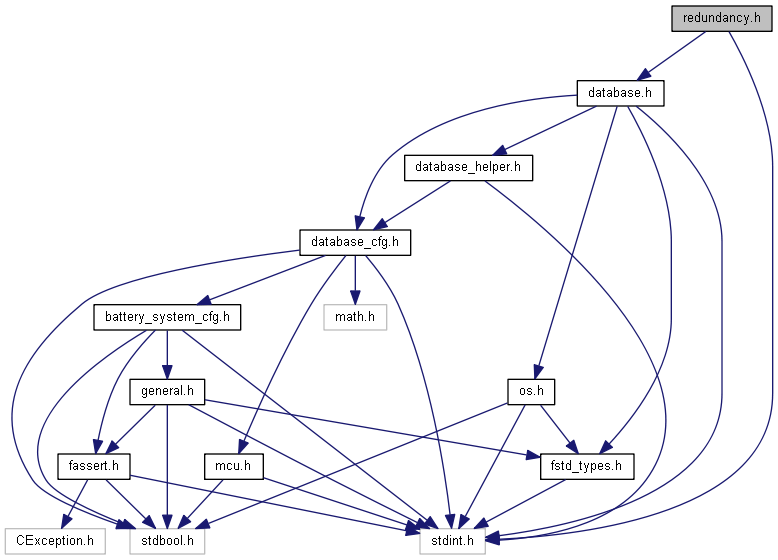 redundancy.h
database.h
database_helper.h
database_cfg.h
battery_system_cfg.h
math.h
general.h
os.h
fassert.h
mcu.h
fstd_types.h
CException.h
stdbool.h
stdint.h